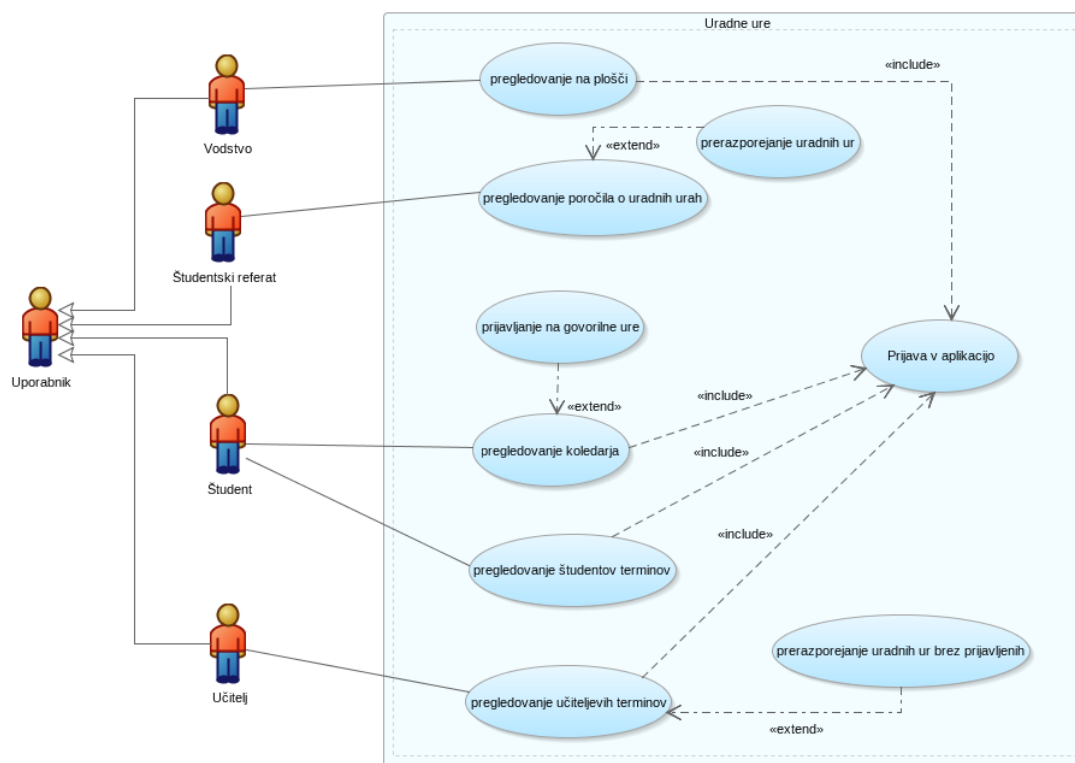 Uradne ure
pregledovanje na plošči
«include»
Vodstvo
prerazporejanje uradnih ur
«extend»
pregledovanje poročila o uradnih urah
Študentski referat
prijavljanje na govorilne ure
Prijava v aplikacijo
Uporabnik
«extend»
«include»
pregledovanje koledarja
«include»
Študent
«include»
pregledovanje študentov terminov
prerazporejanje uradnih ur brez prijavljenih
Učitelj
pregledovanje učiteljevih terminov
«extend»